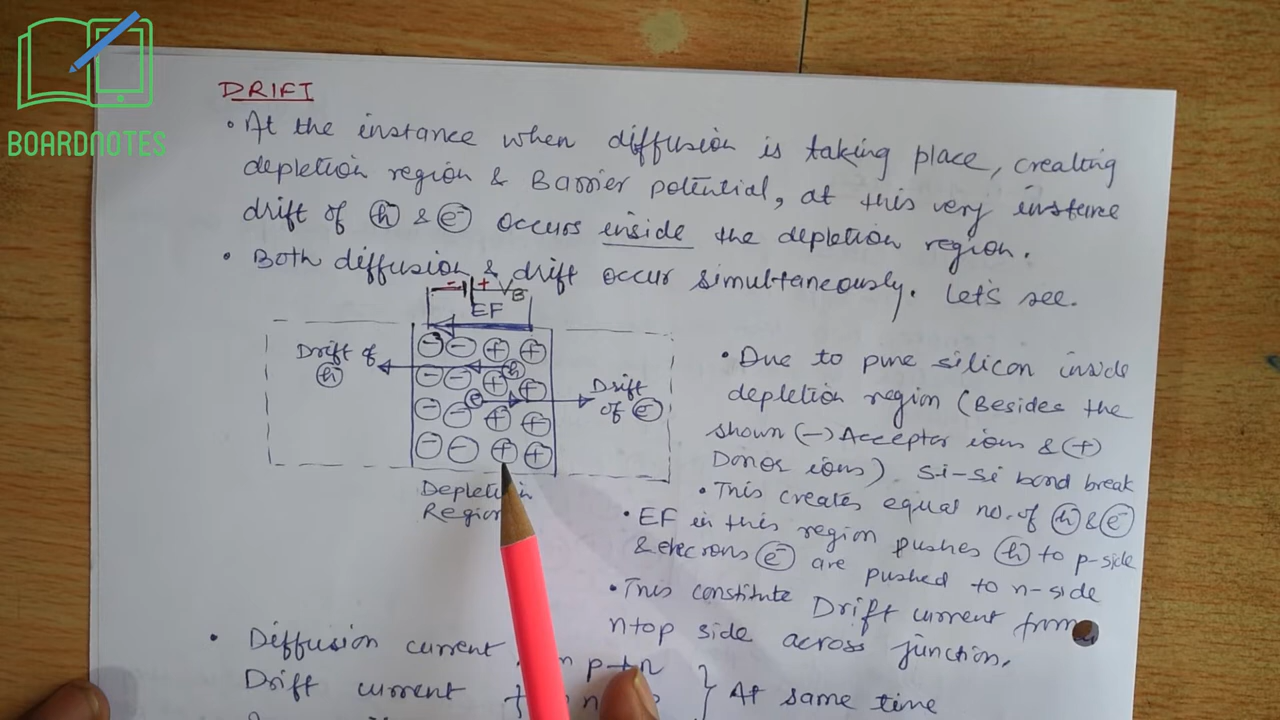 BOARDNOTES
DRIFT
• At the instance when diffusion is taking place, creating
depletion region & Barrier potential, at this very instance
drift of h & e⁻ occurs inside the depletion region.
• Both diffusion & drift occur simultaneously. Let's see.
- + VB
EF
Drift of
h
Drift
of e⁻
− − + +
− − + h
− e + +
− − + +
Depletion
Region
• Due to pure silicon inside
depletion region (Besides the
shown (-) Acceptor ions & (+)
Donor ions). Si-Si bond break
• This creates equal no. of h & e⁻
• EF in this region pushes h to p-side
& elecrons e⁻ are pushed to n-side
• This constitute Drift current from
n to p side across junction.
• Diffusion current p to n
Drift current
} At same time